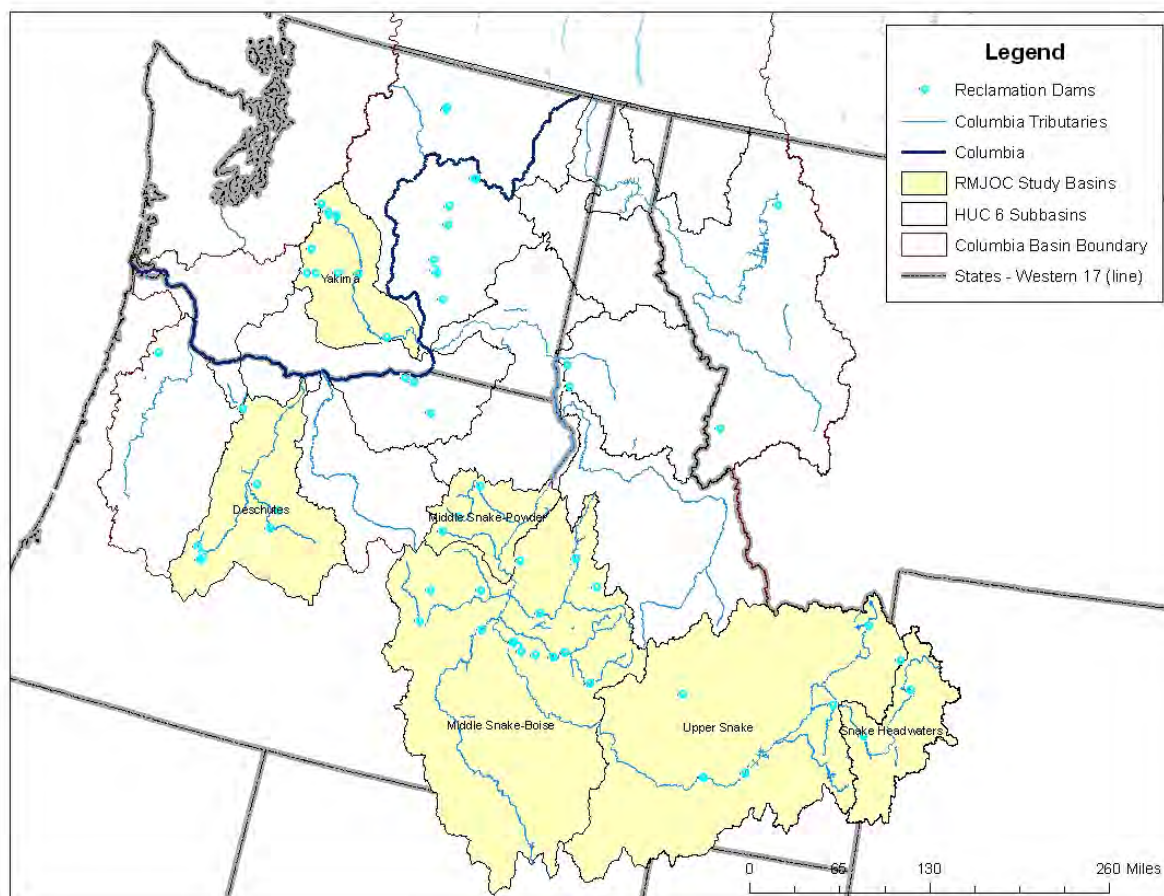 Legend
Reclamation Dams
Columbia Tributaries
Columbia
RMJOC Study Basins
HUC 6 Subbasins
Columbia Basin Boundary
States - Western 17 (line)
Yakima
Deschutes
Middle Snake-Powder
Middle Snake-Boise
Upper Snake
Snake Headwaters
0 65 130 260 Miles